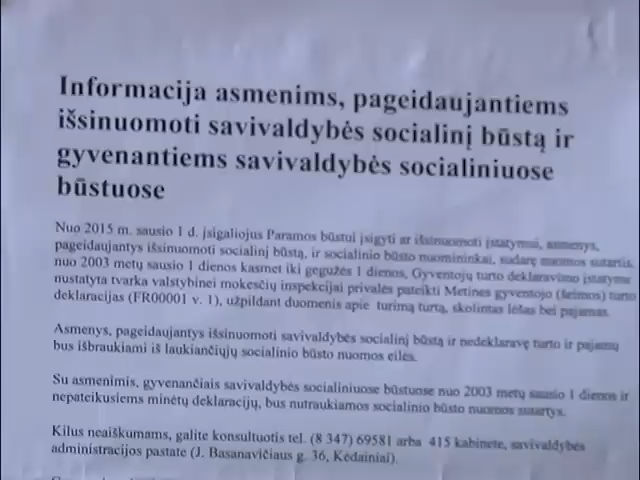 Informacija asmenims, pageidaujantiems
išsinuomoti savivaldybės socialinį būstą ir
gyvenantiems savivaldybės socialiniuose
būstuose
Nuo 2015 m. sausio 1 d. įsigaliojus Paramos būstui įsigyti ar išsinuomoti įstatymui, asmenys,
pageidaujantys išsinuomoti socialinį būstą, ir socialinio būsto nuomininkai, sudarę nuomos sutartis
nuo 2003 metų sausio 1 dienos kasmet iki gegužės 1 dienos, Gyventojų turto deklaravimo įstatyme
nustatyta tvarka valstybinei mokesčių inspekcijai privalės pateikti Metines gyventojo (šeimos) turto
deklaracijas (FR00001 v. 1), užpildant duomenis apie turimą turtą, skolintas lėšas bei pajamas.
Asmenys, pageidaujantys išsinuomoti savivaldybės socialinį būstą ir nedeklaravę turto ir pajamų
bus išbraukiami iš laukiančiųjų socialinio būsto nuomos eilės.
Su asmenimis, gyvenančiais savivaldybės socialiniuose būstuose nuo 2003 metų sausio 1 dienos ir
nepateikusiems minėtų deklaracijų, bus nutraukiamos socialinio būsto nuomos sutartys.
Kilus neaiškumams, galite konsultuotis tel. (8 347) 69581 arba 415 kabinete, savivaldybės
administracijos pastate (J. Basanavičiaus g. 36, Kėdainiai).